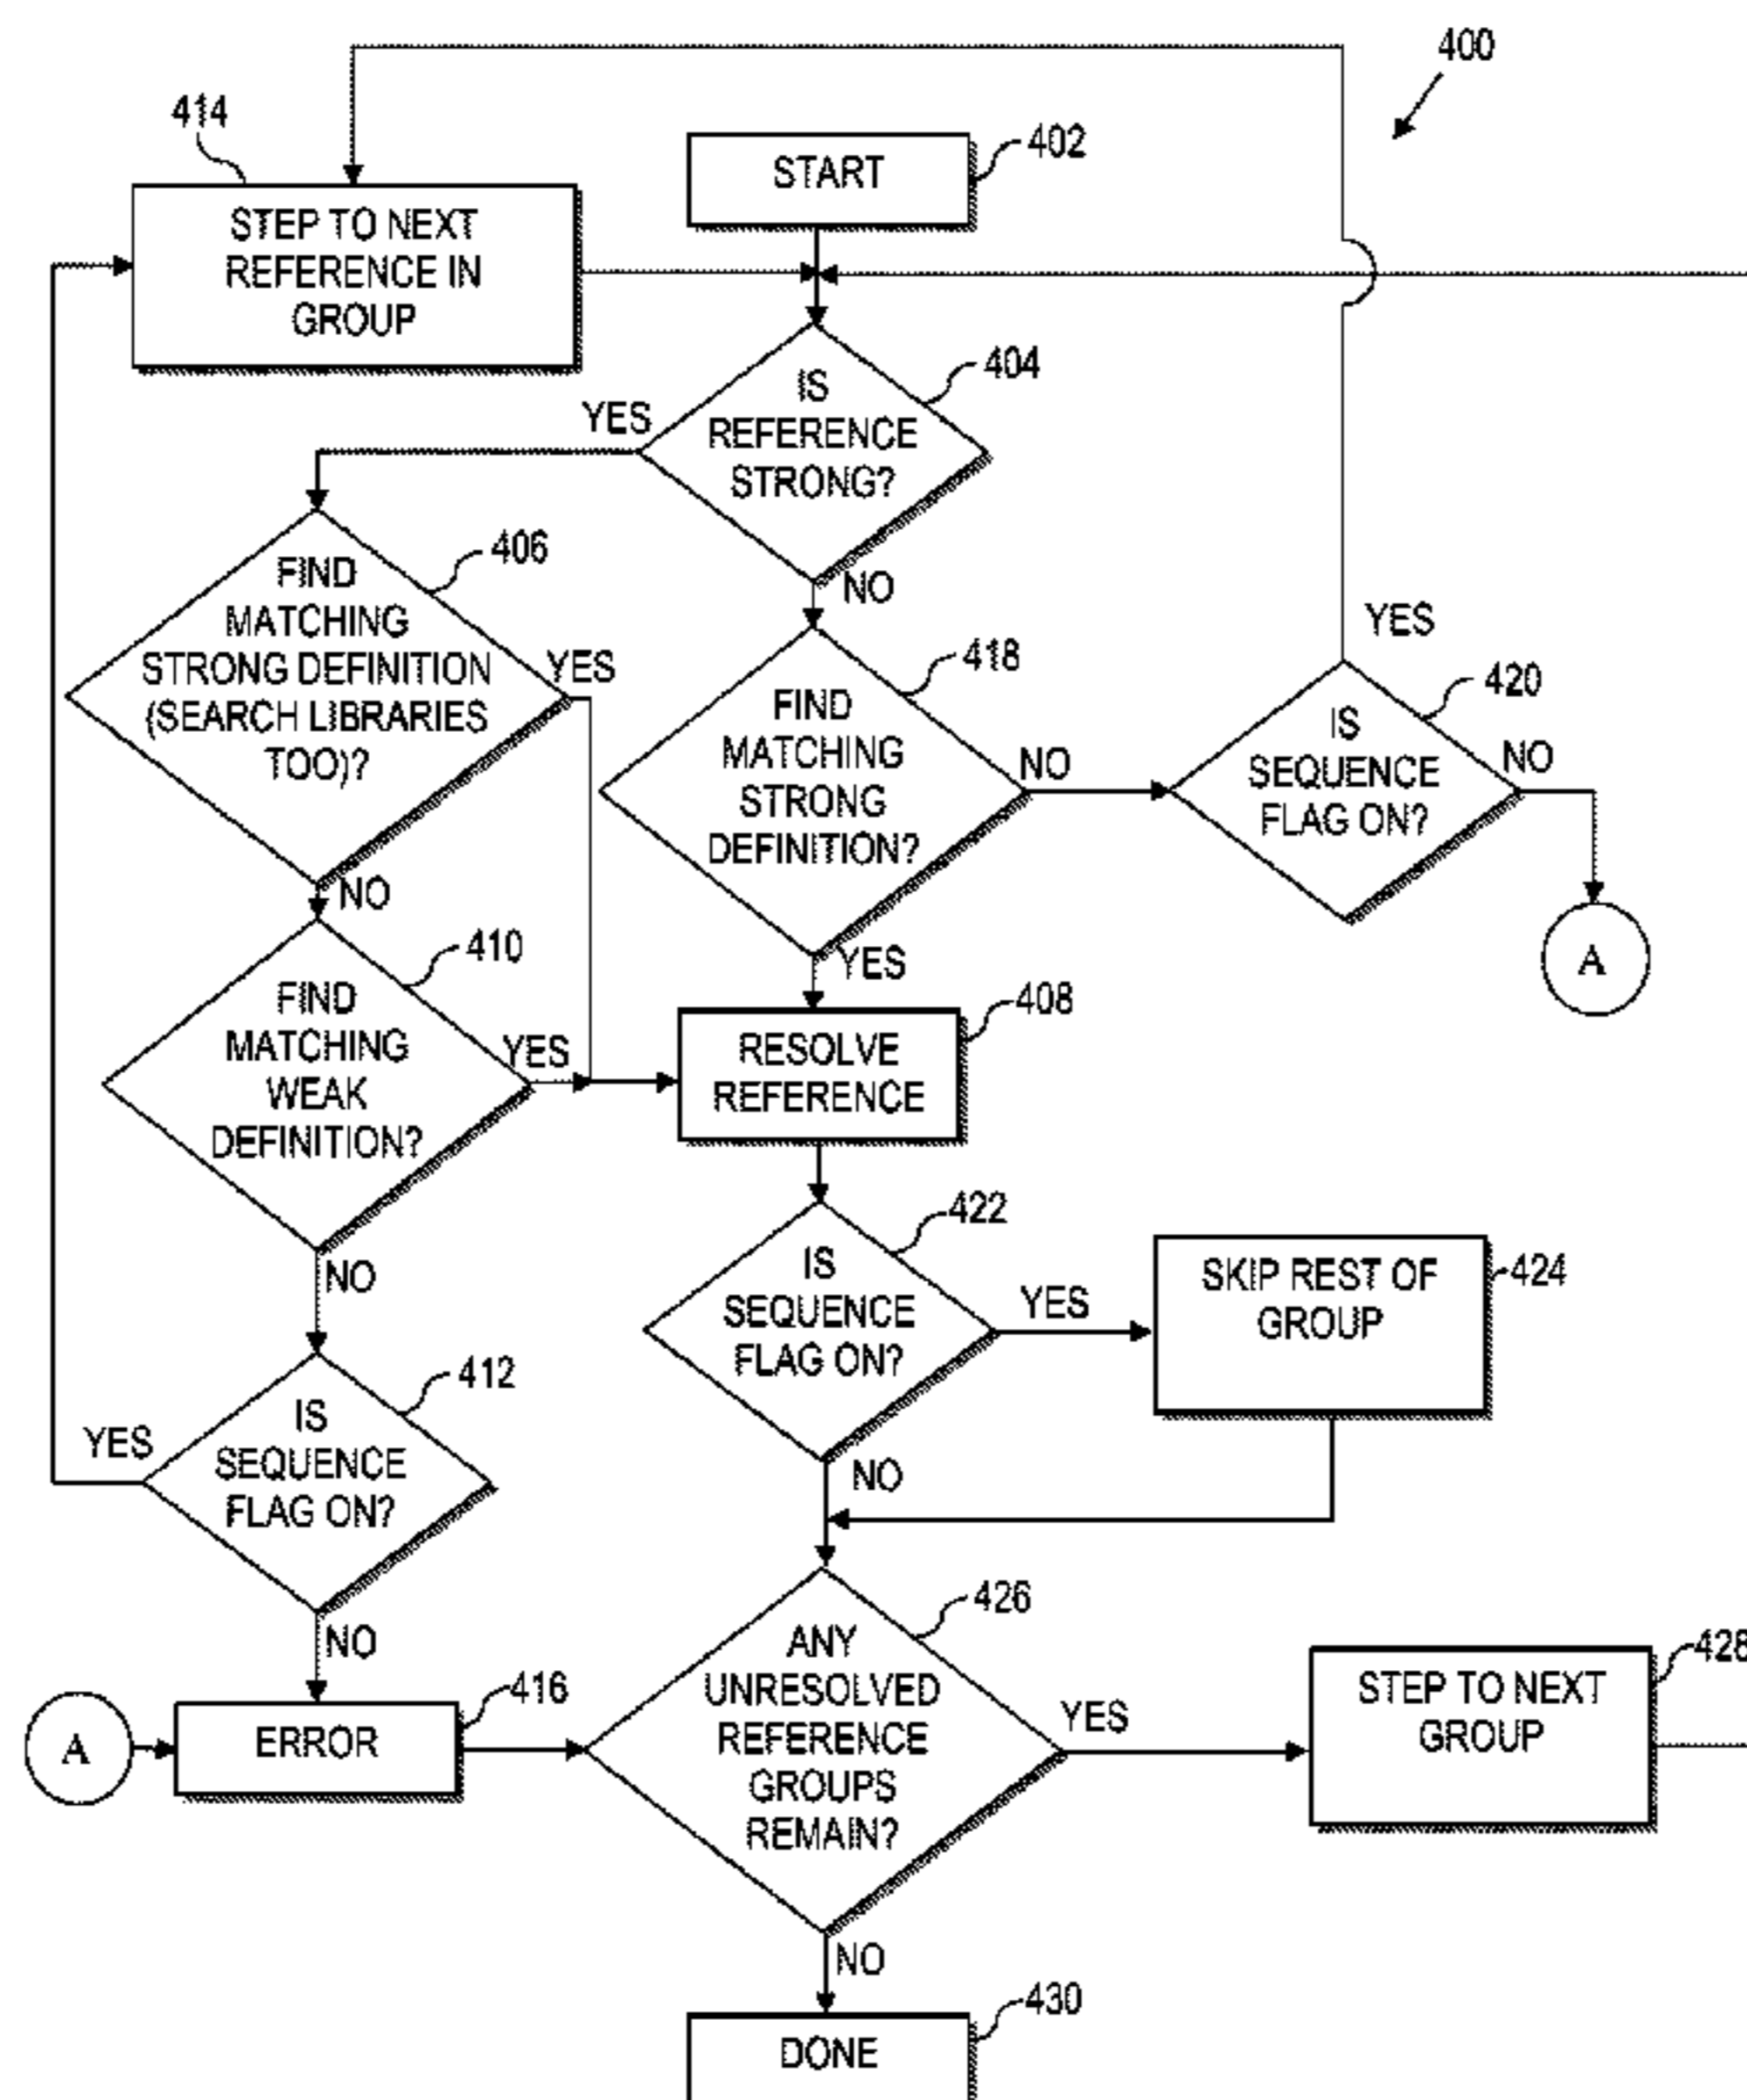 400
414
START
402
STEP TO NEXT
REFERENCE IN
GROUP
404
IS
REFERENCE
STRONG?
YES
NO
406
FIND
MATCHING
STRONG DEFINITION
(SEARCH LIBRARIES
TOO)?
YES
NO
418
FIND
MATCHING
STRONG
DEFINITION?
NO
YES
YES
420
IS
SEQUENCE
FLAG ON?
NO
A
410
FIND
MATCHING
WEAK
DEFINITION?
YES
NO
408
RESOLVE
REFERENCE
422
IS
SEQUENCE
FLAG ON?
YES
NO
SKIP REST OF
GROUP
424
412
IS
SEQUENCE
FLAG ON?
YES
NO
A
ERROR
416
426
ANY
UNRESOLVED
REFERENCE
GROUPS
REMAIN?
YES
NO
STEP TO NEXT
GROUP
428
DONE
430